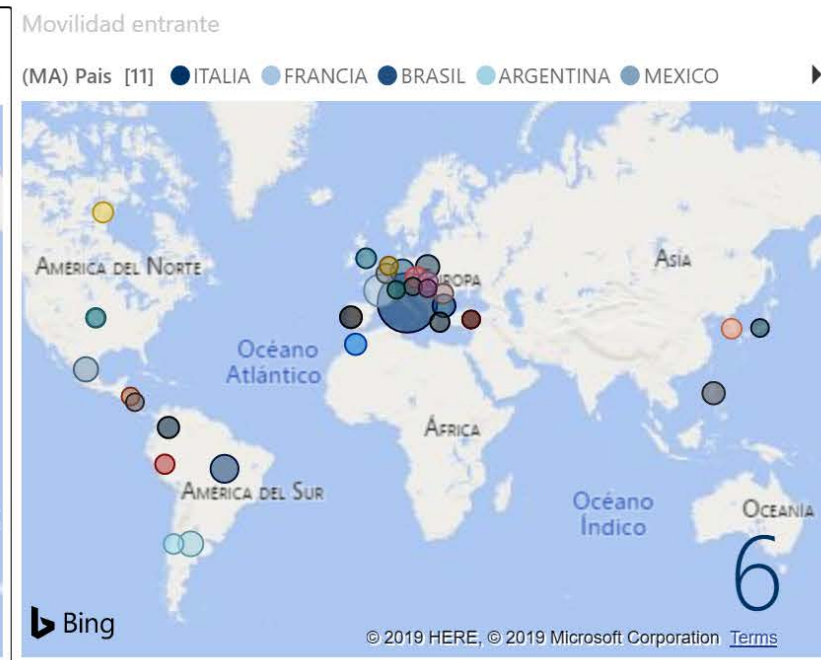 Movilidad entrante
(MA) Pais [11] ITALIA FRANCIA BRASIL ARGENTINA MEXICO
AMÉRICA DEL NORTE
ASIA
Océano
Atlántico
ÁFRICA
AMÉRICA DEL SUR
Océano
Índico
OCEANÍA
6
Bing
© 2019 HERE, © 2019 Microsoft Corporation Terms